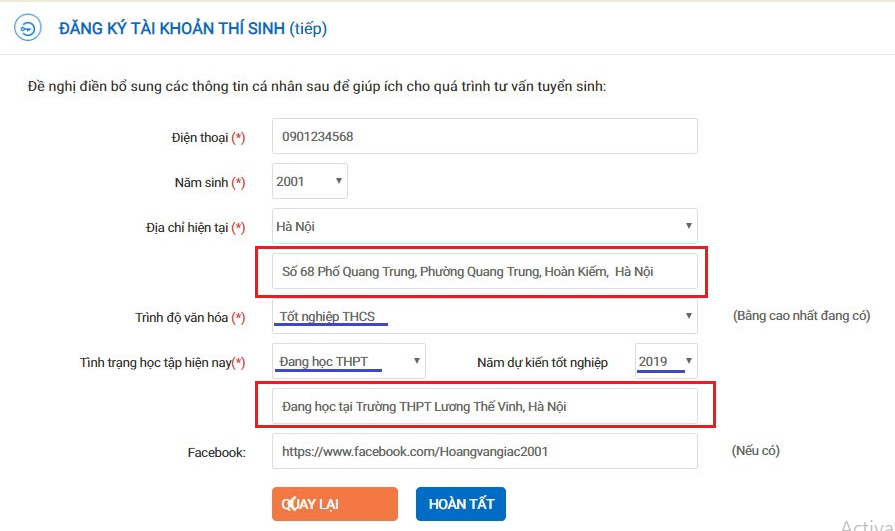 ĐĂNG KÝ TÀI KHOẢN THÍ SINH (tiếp)
Đề nghị điền bổ sung các thông tin cá nhân sau để giúp ích cho quá trình tư vấn tuyển sinh:
Điện thoại (*) 0901234568
Năm sinh (*) 2001
Địa chỉ hiện tại (*) Hà Nội
Số 68 Phố Quang Trung, Phường Quang Trung, Hoàn Kiếm, Hà Nội
Trình độ văn hóa (*) Tốt nghiệp THCS (Bằng cao nhất đang có)
Tình trạng học tập hiện nay(*) Đang học THPT Năm dự kiến tốt nghiệp 2019
Đang học tại Trường THPT Lương Thế Vinh, Hà Nội
Facebook: https://www.facebook.com/Hoangvangiac2001 (Nếu có)
QUAY LẠI HOÀN TẤT